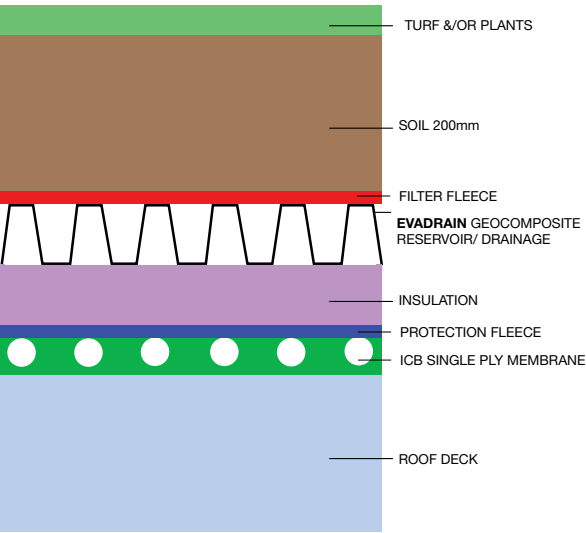 TURF &/OR PLANTS
SOIL 200mm
FILTER FLEECE
EVADRAIN GEOCOMPOSITE
RESERVOIR/ DRAINAGE
INSULATION
PROTECTION FLEECE
ICB SINGLE PLY MEMBRANE
ROOF DECK